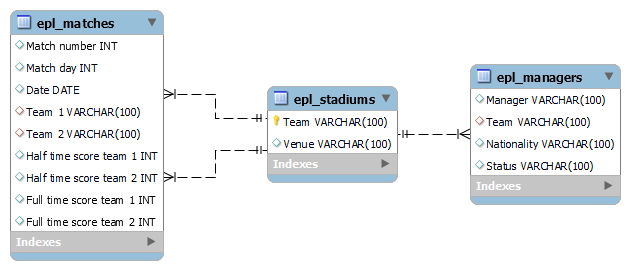 epl_matches
Match number INT
Match day INT
Date DATE
Team 1 VARCHAR(100)
Team 2 VARCHAR(100)
Half time score team 1 INT
Half time score team 2 INT
Full time score team 1 INT
Full time score team 2 INT
Indexes
epl_stadiums
Team VARCHAR(100)
Venue VARCHAR(100)
Indexes
epl_managers
Manager VARCHAR(100)
Team VARCHAR(100)
Nationality VARCHAR(100)
Status VARCHAR(100)
Indexes